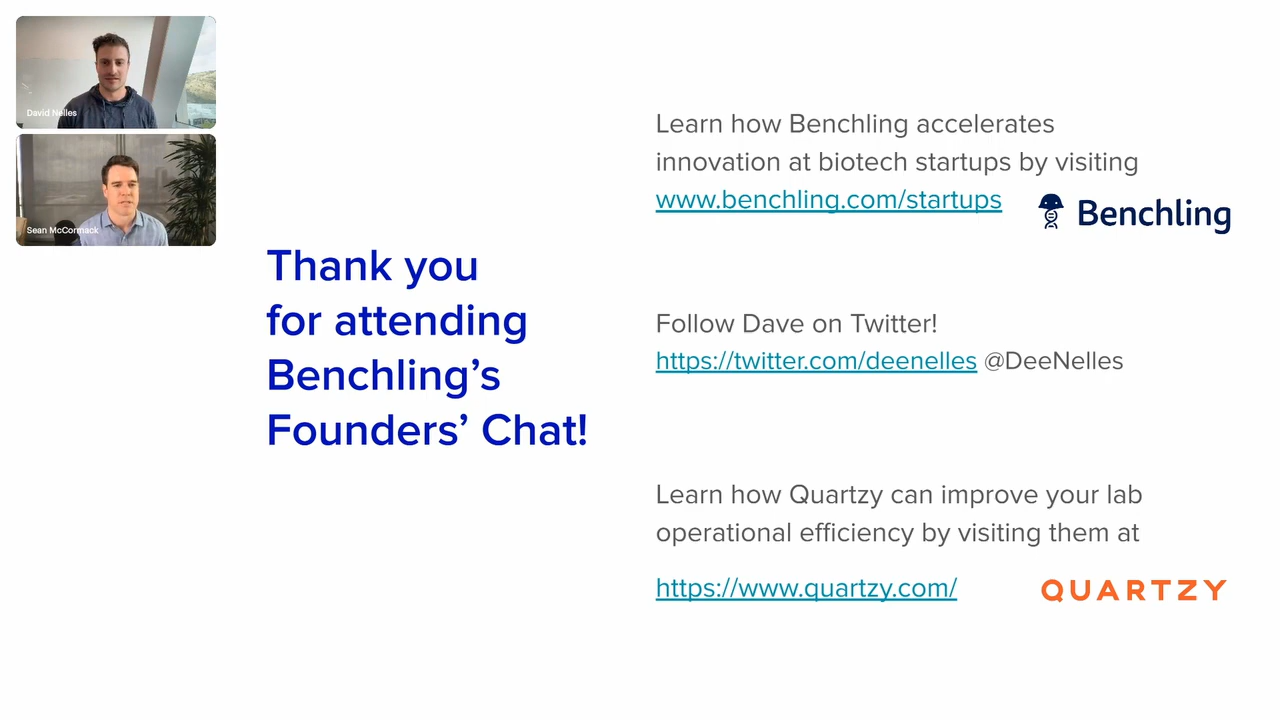 David Nelles
Sean McCormack
Thank you
for attending
Benchling’s
Founders’ Chat!
Learn how Benchling accelerates
innovation at biotech startups by visiting
www.benchling.com/startups
Benchling
Follow Dave on Twitter!
https://twitter.com/deenelles @DeeNelles
Learn how Quartzy can improve your lab
operational efficiency by visiting them at
https://www.quartzy.com/
QUARTZY